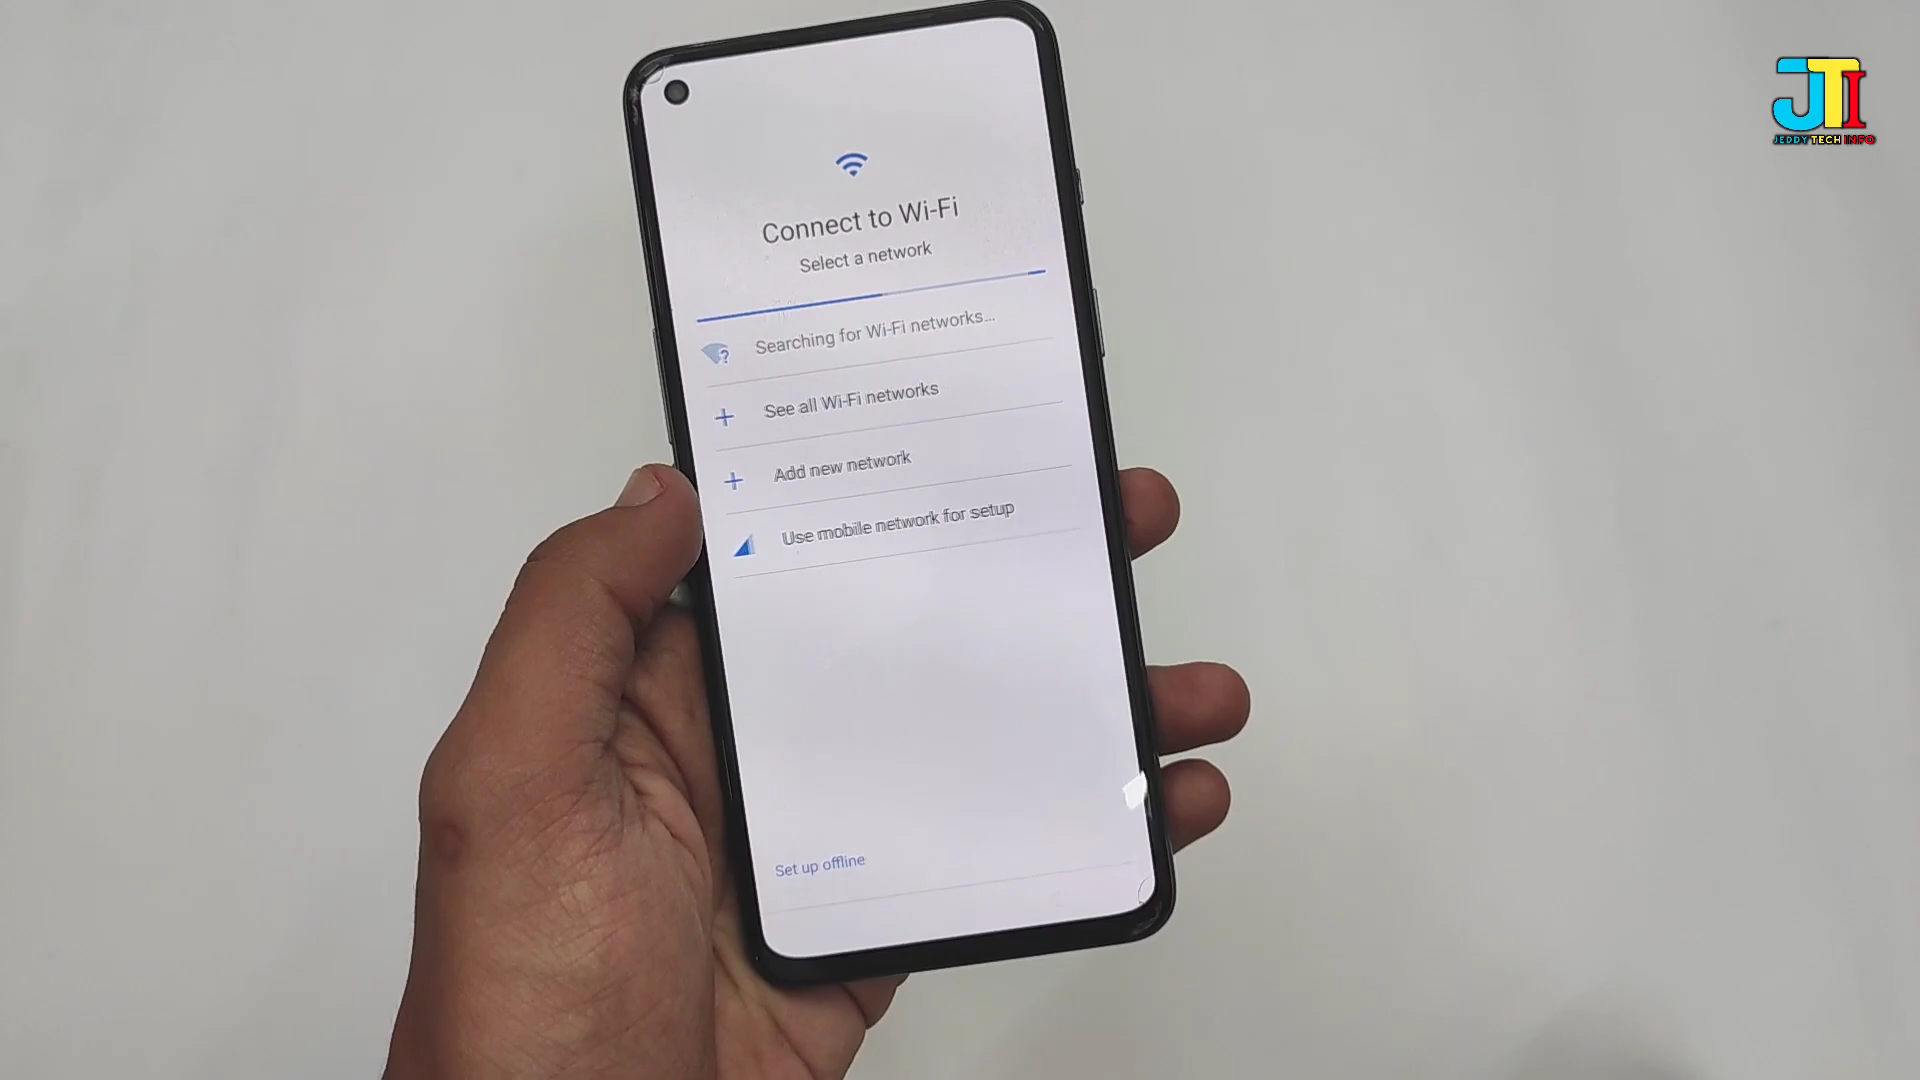 JTI
JEDDY TECH INFO
Connect to Wi-Fi
Select a network
Searching for Wi-Fi networks...
See all Wi-Fi networks
Add new network
Use mobile network for setup
Set up offline